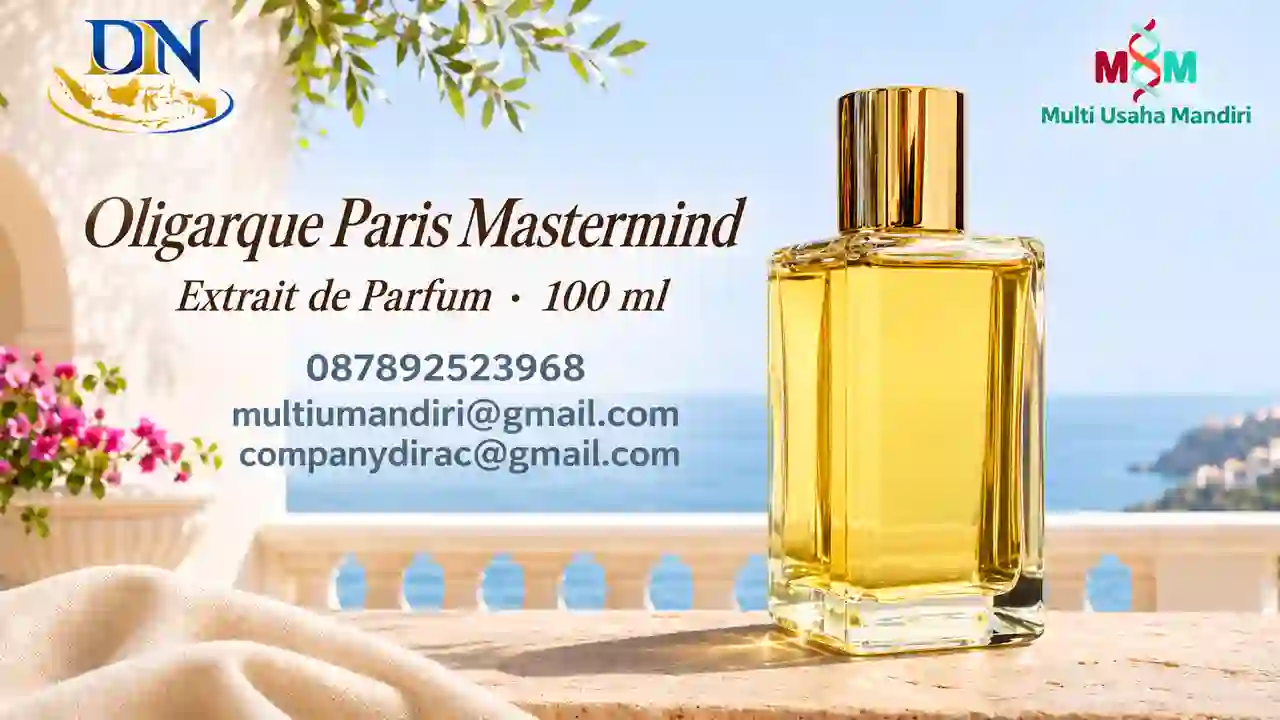 DN
M M
Multi Usaha Mandiri
Oligarque Paris Mastermind
Extrait de Parfum · 100 ml
087892523968
multiumandiri@gmail.com
companydirac@gmail.com